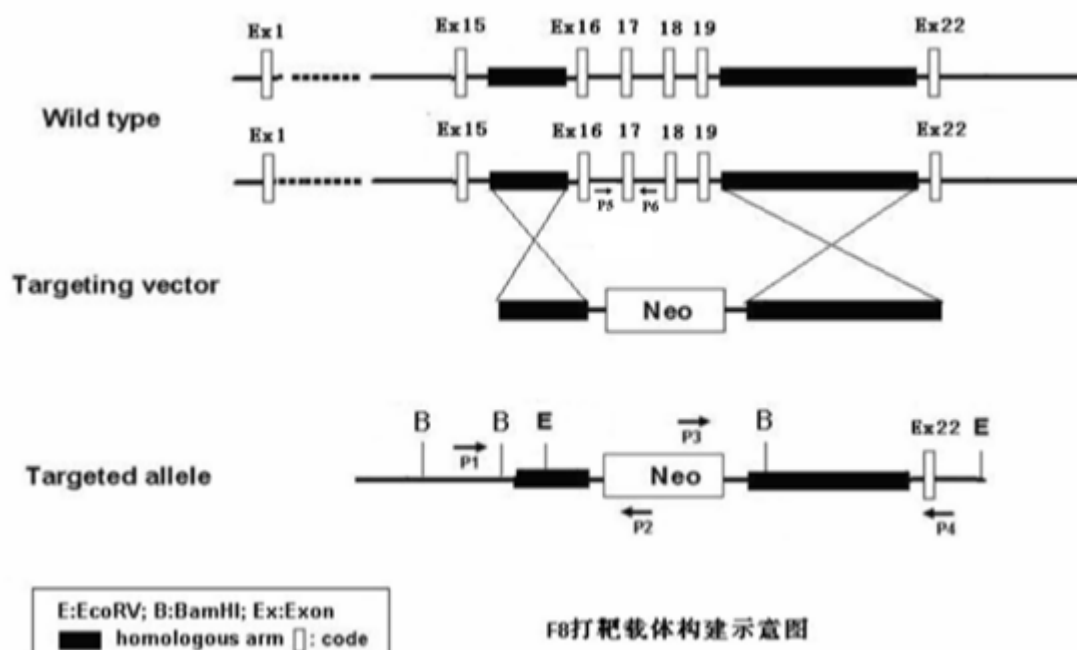 Ex1 Ex15 Ex16 17 18 19 Ex22
Wild type
Ex1 Ex15 Ex16 17 18 19 Ex22
P5 P6
Targeting vector
Neo
B B E P3 B Ex22 E
P1
Targeted allele
Neo
P2 P4
E:EcoRV; B:BamHI; Ex:Exon
homologous arm : code
F8打靶载体构建示意图